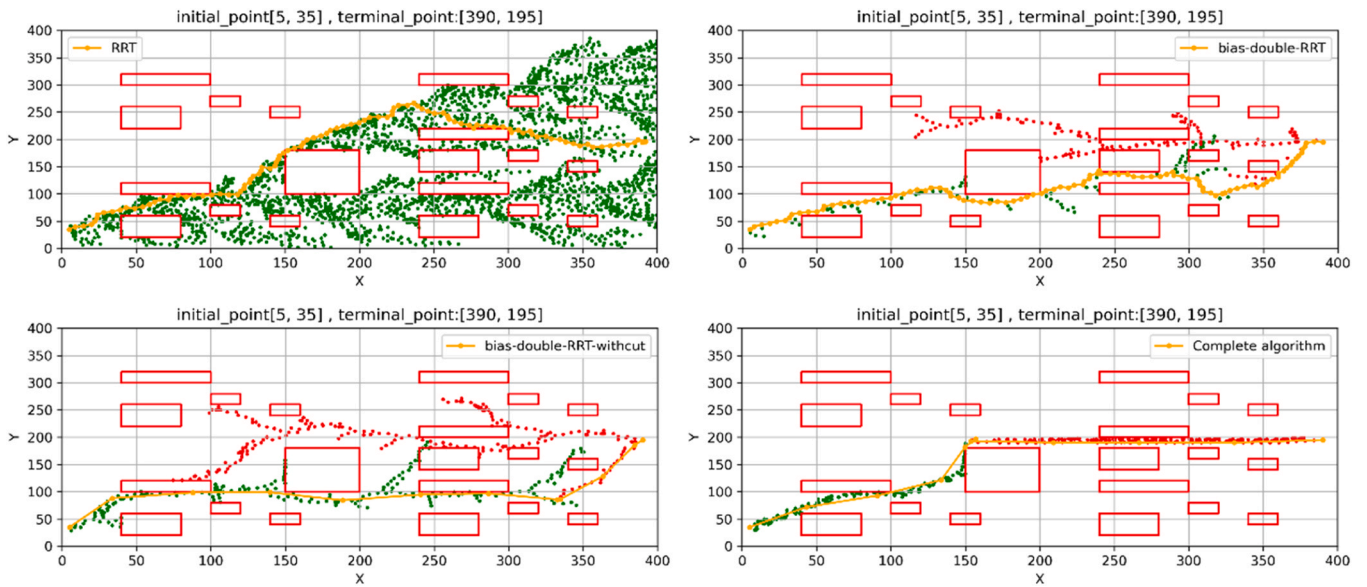 initial_point[5, 35] , terminal_point:[390, 195]
RRT
Y
400
350
300
250
200
150
100
50
0
0 50 100 150 200 250 300 350 400
X
initial_point[5, 35] , terminal_point:[390, 195]
bias-double-RRT
Y
400
350
300
250
200
150
100
50
0
0 50 100 150 200 250 300 350 400
X
initial_point[5, 35] , terminal_point:[390, 195]
bias-double-RRT-withcut
Y
400
350
300
250
200
150
100
50
0
0 50 100 150 200 250 300 350 400
X
initial_point[5, 35] , terminal_point:[390, 195]
Complete algorithm
Y
400
350
300
250
200
150
100
50
0
0 50 100 150 200 250 300 350 400
X